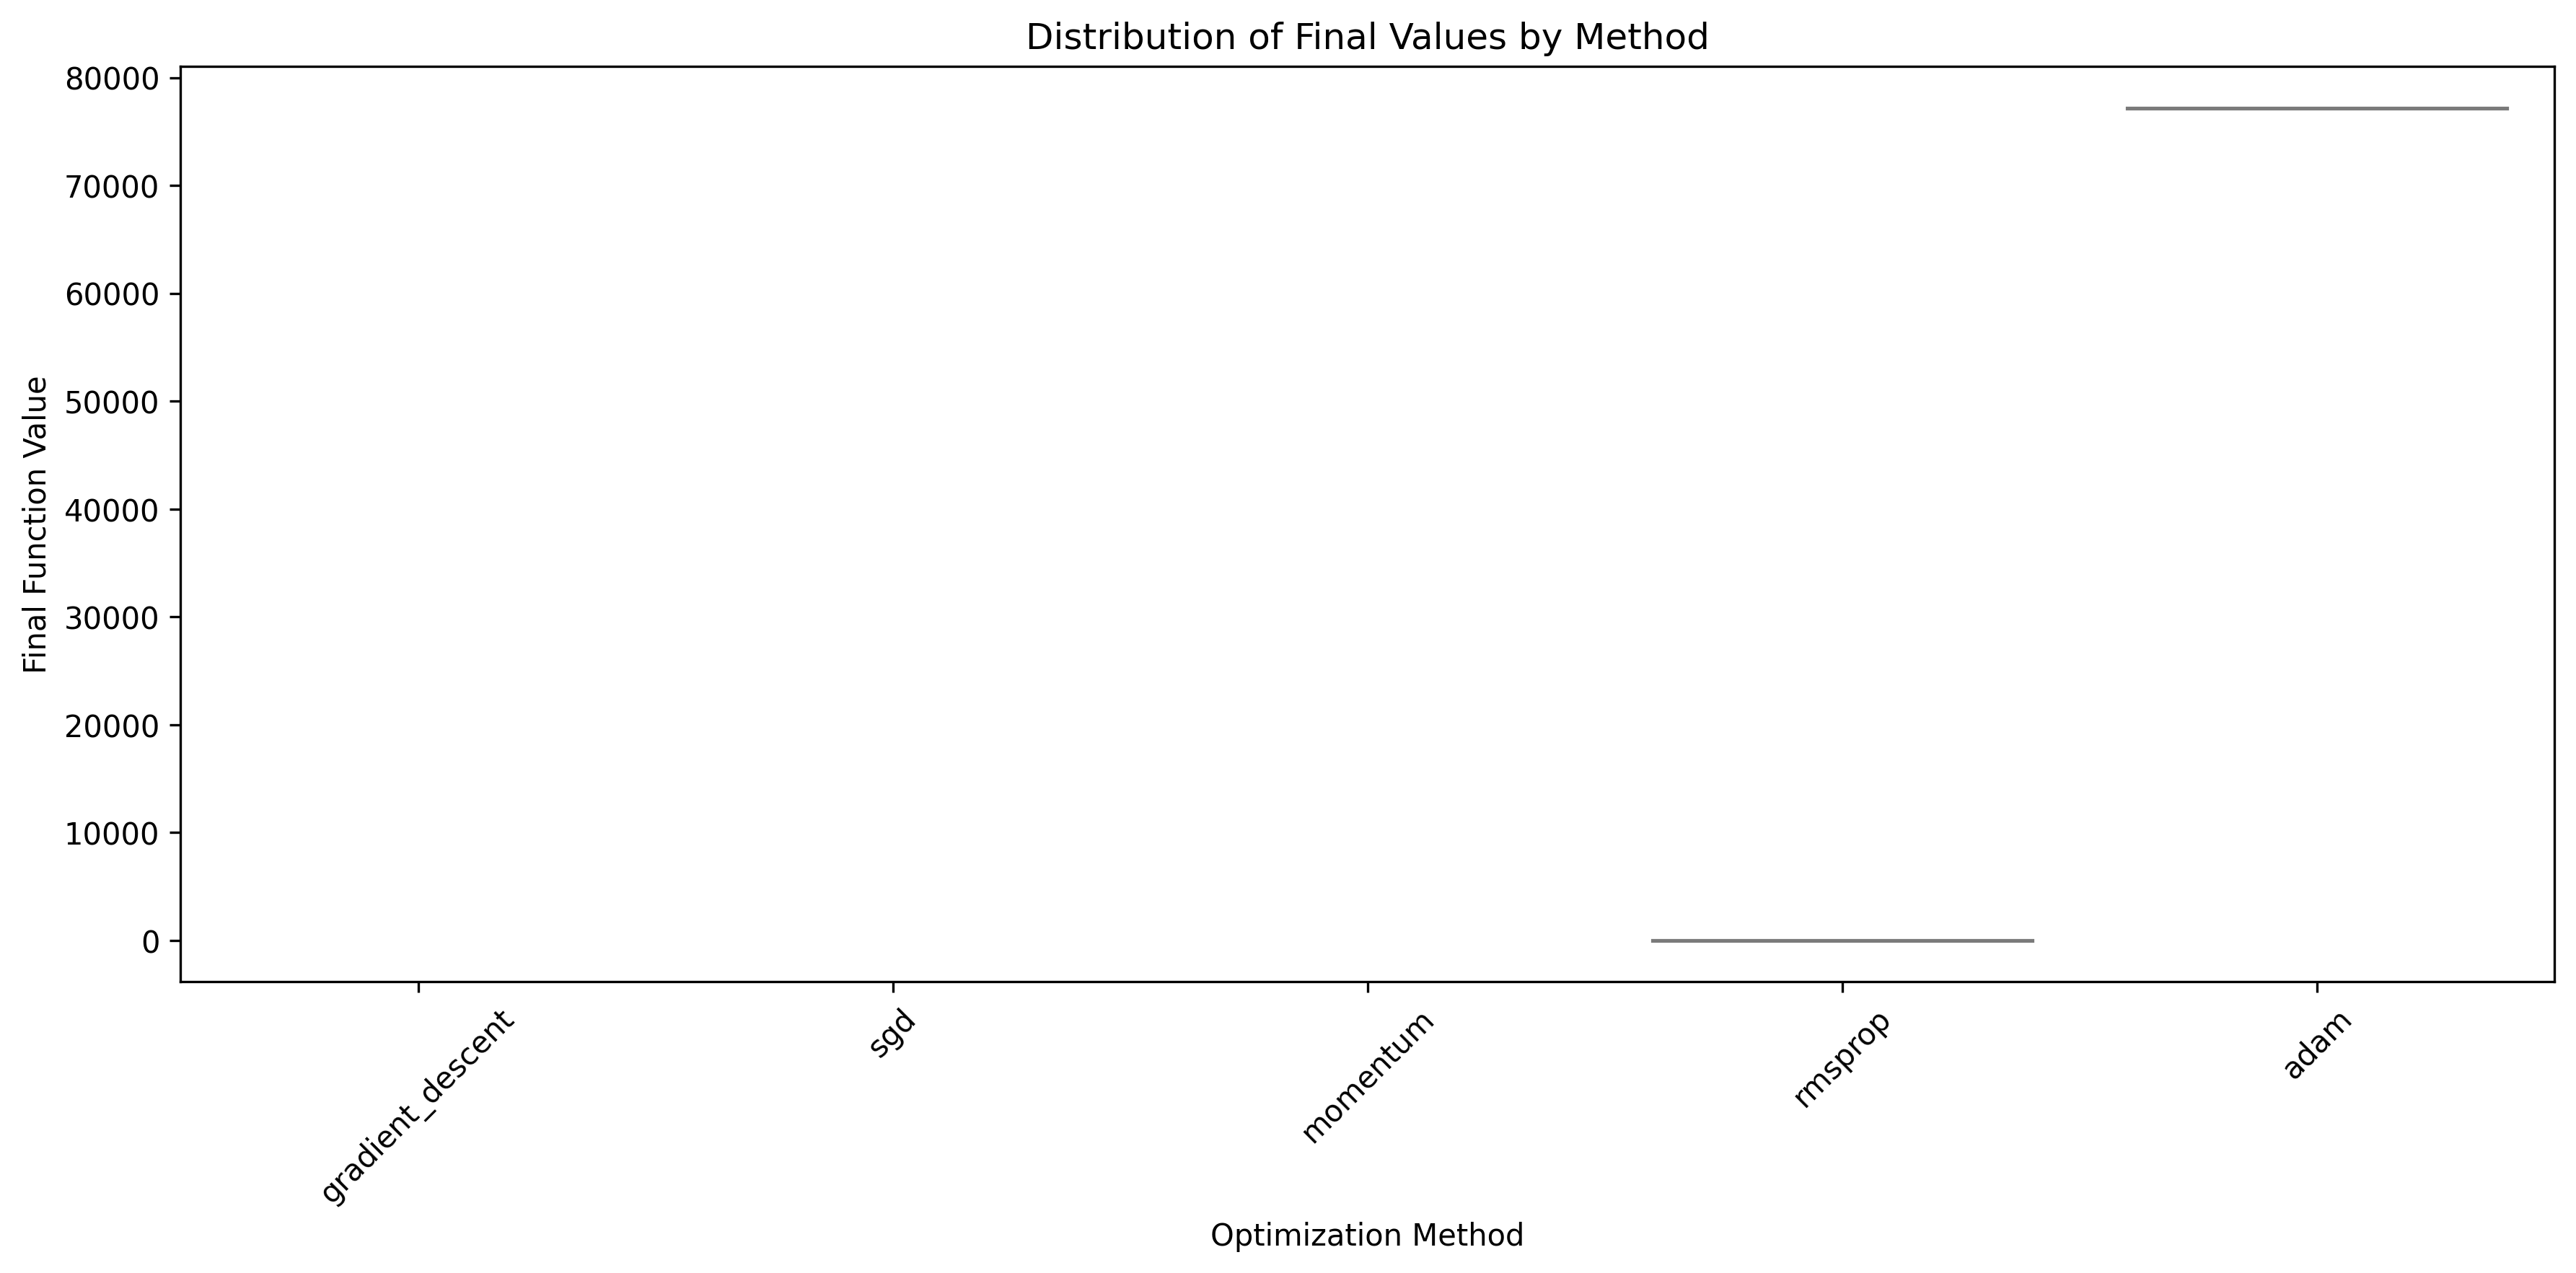 Distribution of Final Values by Method
80000
70000
60000
50000
40000
30000
20000
10000
0
Final Function Value
gradient_descent
sgd
momentum
rmsprop
adam
Optimization Method